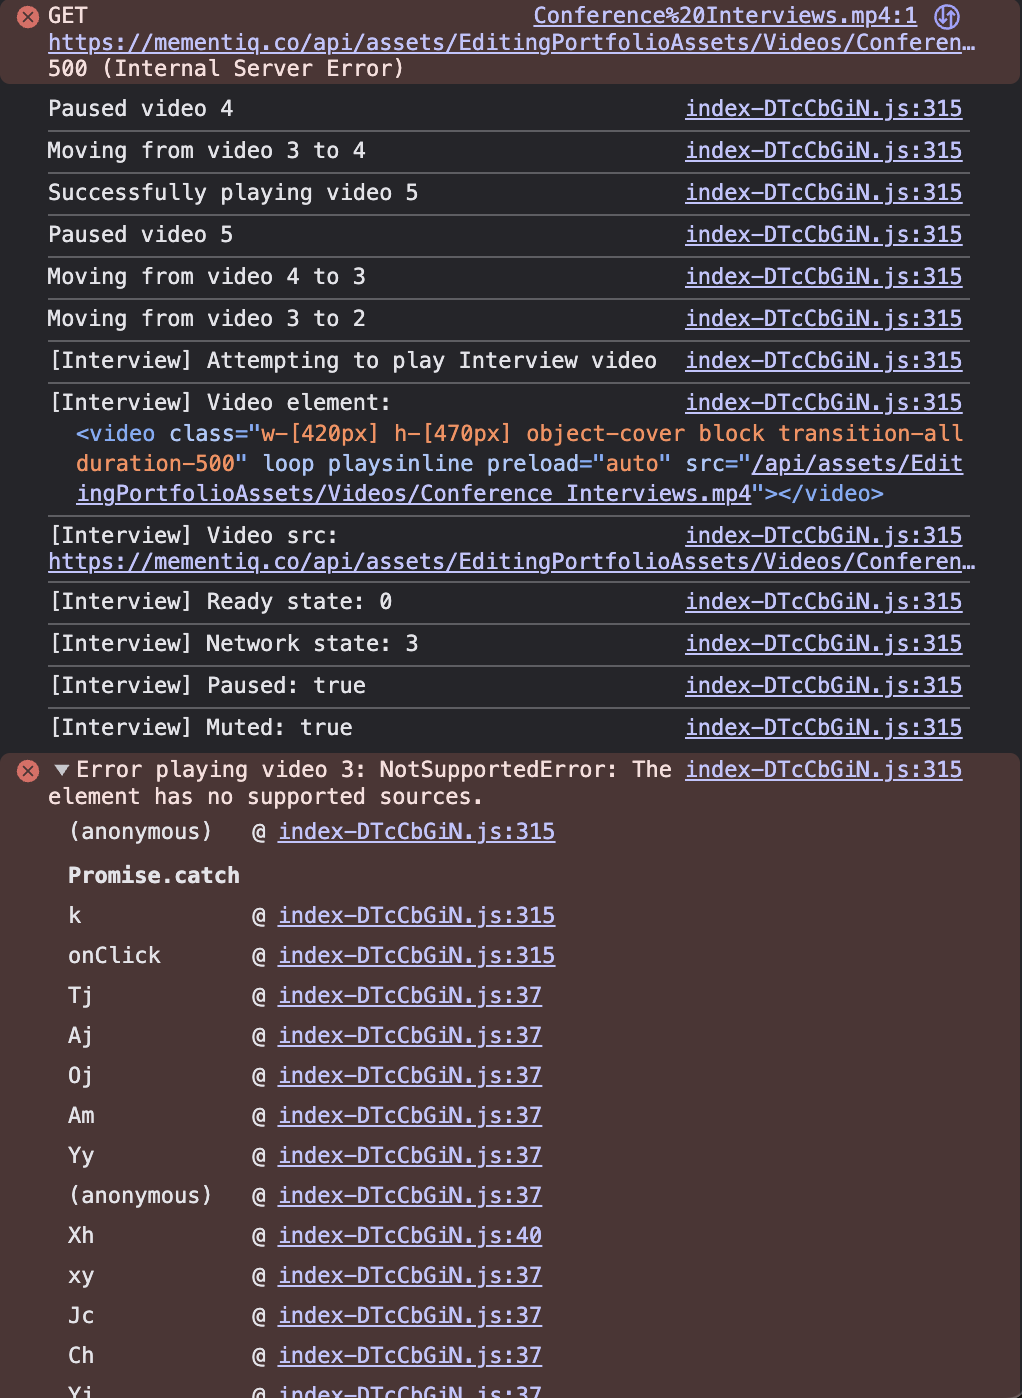 GET Conference%20Interviews.mp4:1
https://mementiq.co/api/assets/EditingPortfolioAssets/Videos/Conferen…
500 (Internal Server Error)
Paused video 4 index-DTcCbGiN.js:315
Moving from video 3 to 4 index-DTcCbGiN.js:315
Successfully playing video 5 index-DTcCbGiN.js:315
Paused video 5 index-DTcCbGiN.js:315
Moving from video 4 to 3 index-DTcCbGiN.js:315
Moving from video 3 to 2 index-DTcCbGiN.js:315
[Interview] Attempting to play Interview video index-DTcCbGiN.js:315
[Interview] Video element: index-DTcCbGiN.js:315
<video class="w-[420px] h-[470px] object-cover block transition-all
duration-500" loop playsinline preload="auto" src="/api/assets/Edit
ingPortfolioAssets/Videos/Conference Interviews.mp4"></video>
[Interview] Video src: index-DTcCbGiN.js:315
https://mementiq.co/api/assets/EditingPortfolioAssets/Videos/Conferen…
[Interview] Ready state: 0 index-DTcCbGiN.js:315
[Interview] Network state: 3 index-DTcCbGiN.js:315
[Interview] Paused: true index-DTcCbGiN.js:315
[Interview] Muted: true index-DTcCbGiN.js:315
Error playing video 3: NotSupportedError: The index-DTcCbGiN.js:315
element has no supported sources.
(anonymous) @ index-DTcCbGiN.js:315
Promise.catch
k @ index-DTcCbGiN.js:315
onClick @ index-DTcCbGiN.js:315
Tj @ index-DTcCbGiN.js:37
Aj @ index-DTcCbGiN.js:37
Oj @ index-DTcCbGiN.js:37
Am @ index-DTcCbGiN.js:37
Yy @ index-DTcCbGiN.js:37
(anonymous) @ index-DTcCbGiN.js:37
Xh @ index-DTcCbGiN.js:40
xy @ index-DTcCbGiN.js:37
Jc @ index-DTcCbGiN.js:37
Ch @ index-DTcCbGiN.js:37
@ index-DTcCbGiN.js:37